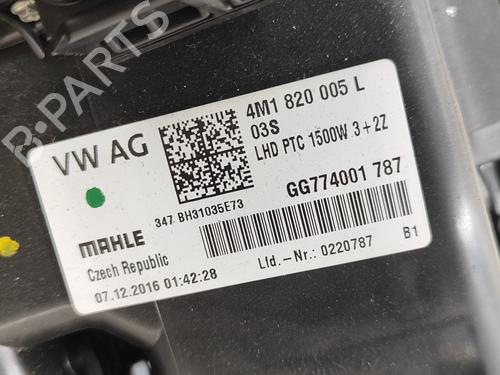 B-PARTS
VW AG
4M1 820 005 L
03S
LHD PTC 1500W 3+2Z
347 BH31035E73
GG774001 787
MAHLE
Czech Republic
Lfd.-Nr.: 0220787 B1
07.12.2016 01:42:28